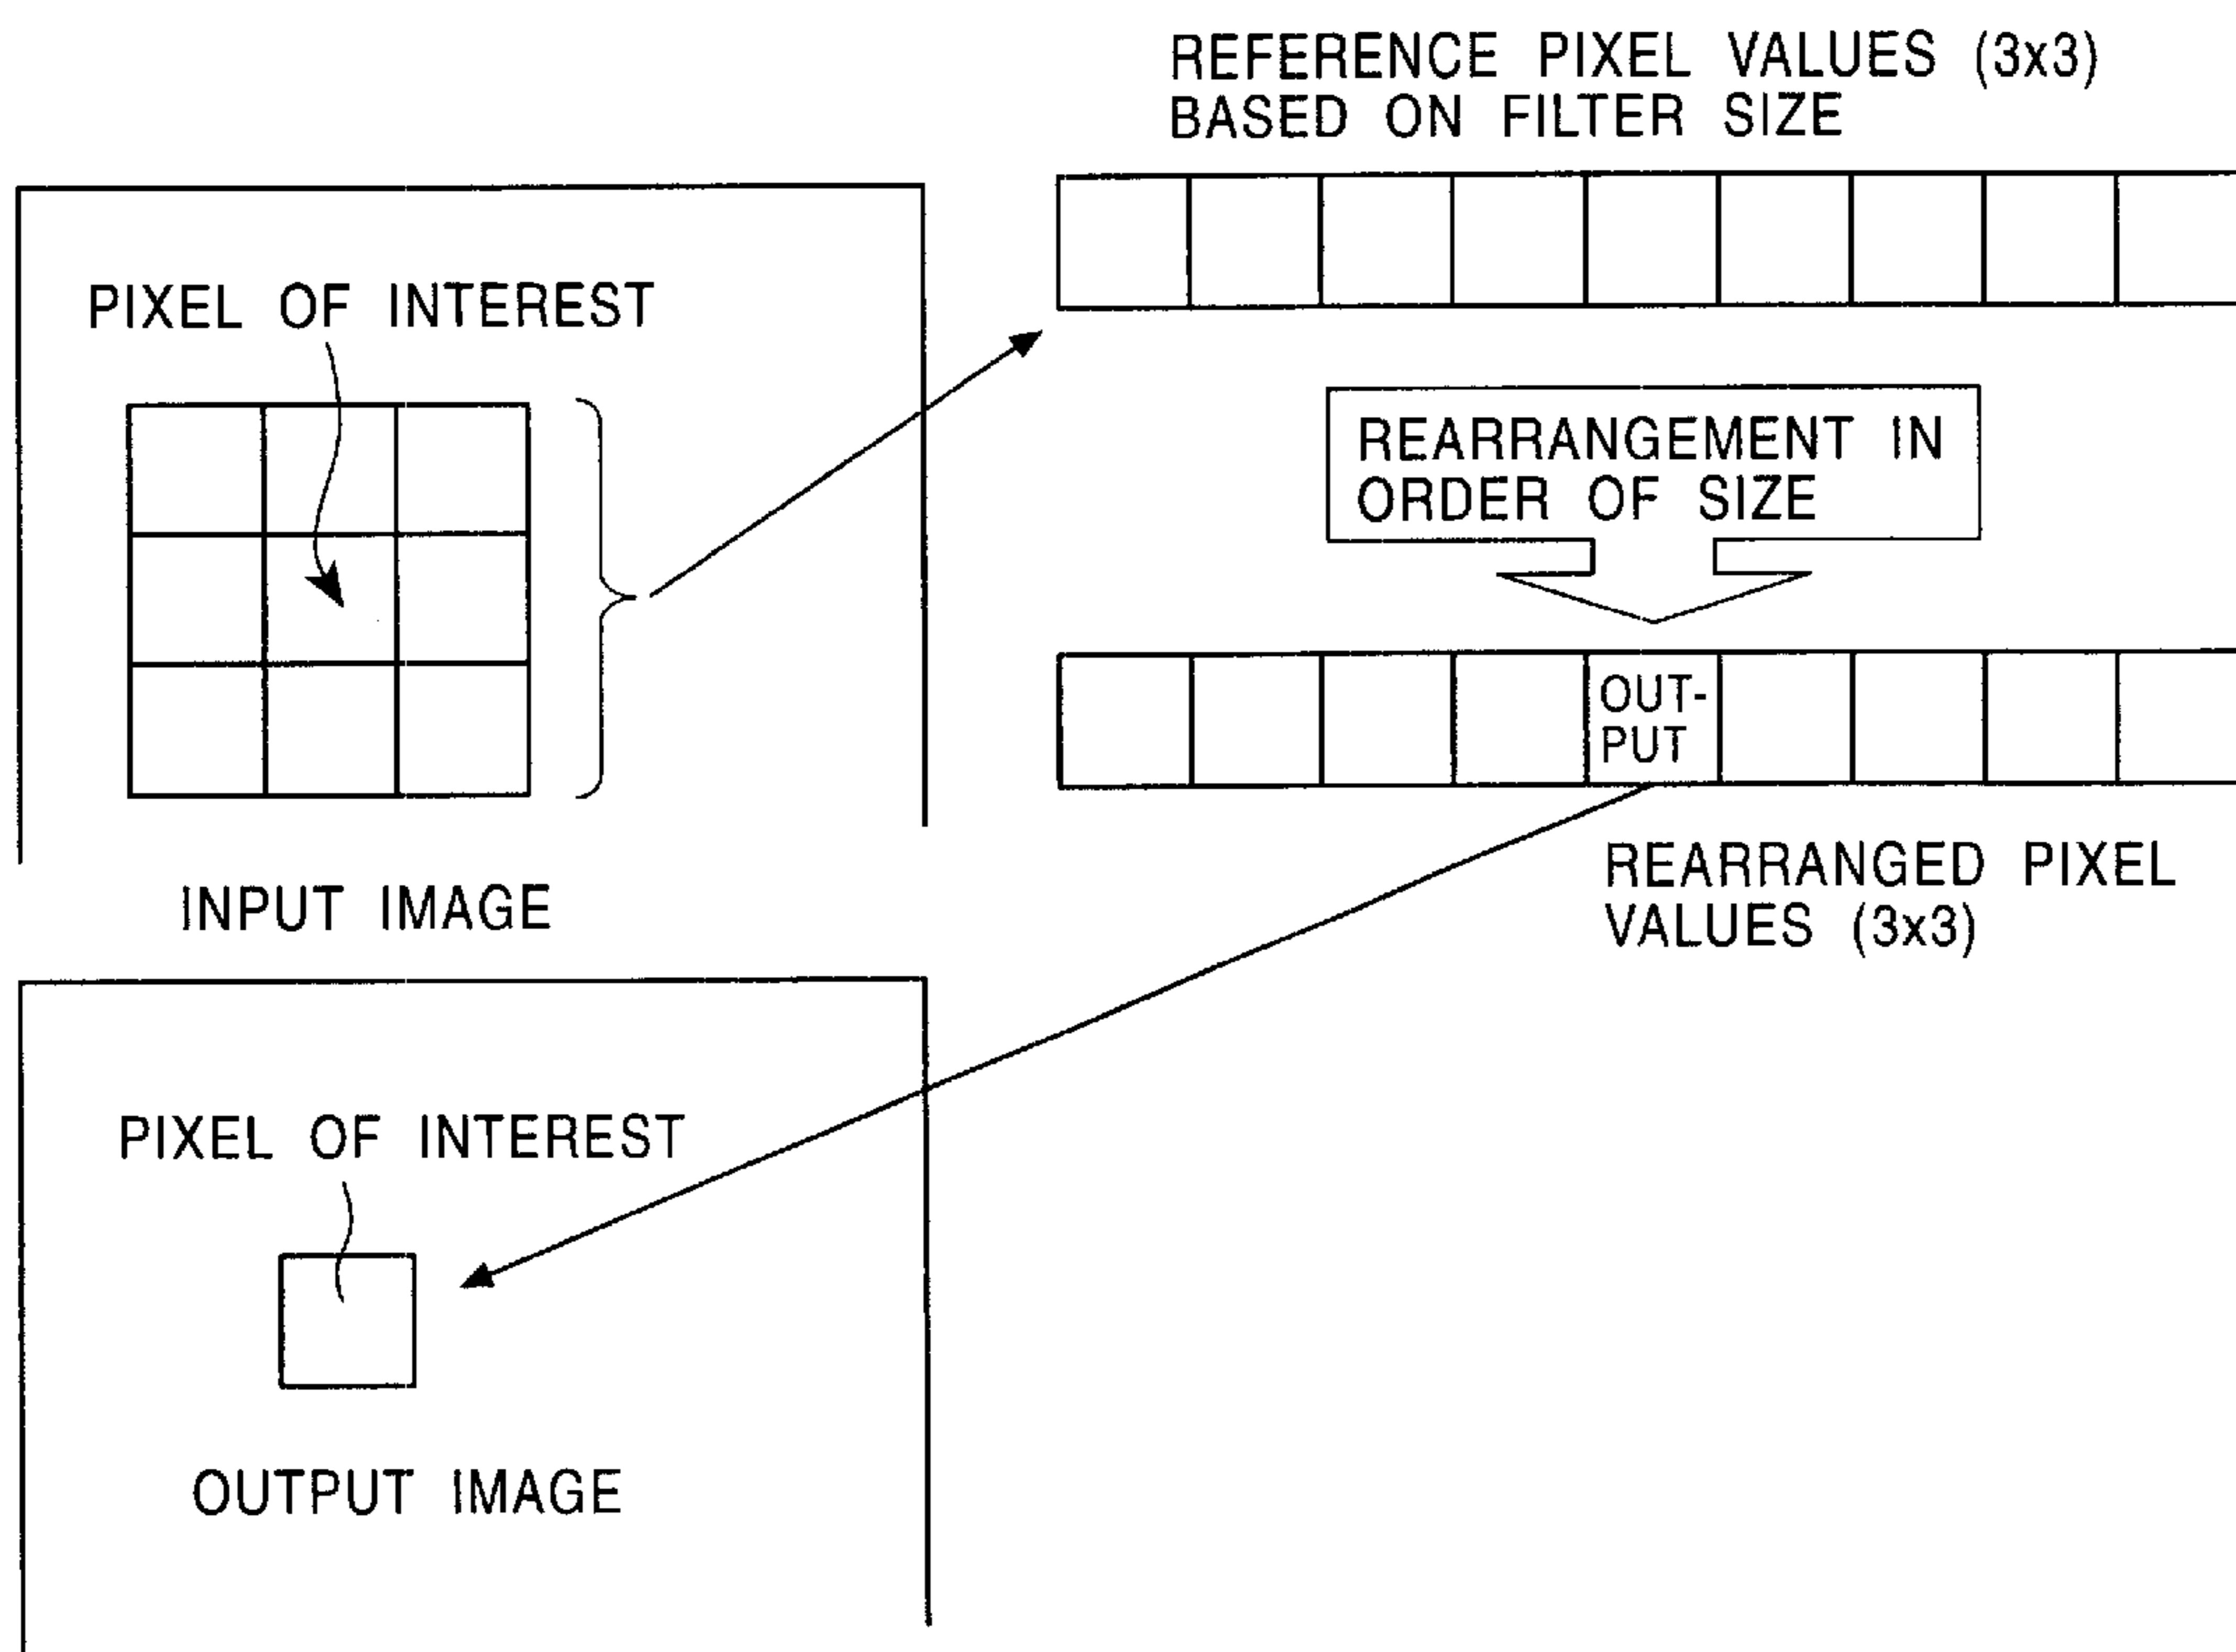 REFERENCE PIXEL VALUES (3x3)
BASED ON FILTER SIZE
PIXEL OF INTEREST
REARRANGEMENT IN
ORDER OF SIZE
OUT-
PUT
INPUT IMAGE
REARRANGED PIXEL
VALUES (3x3)
PIXEL OF INTEREST
OUTPUT IMAGE